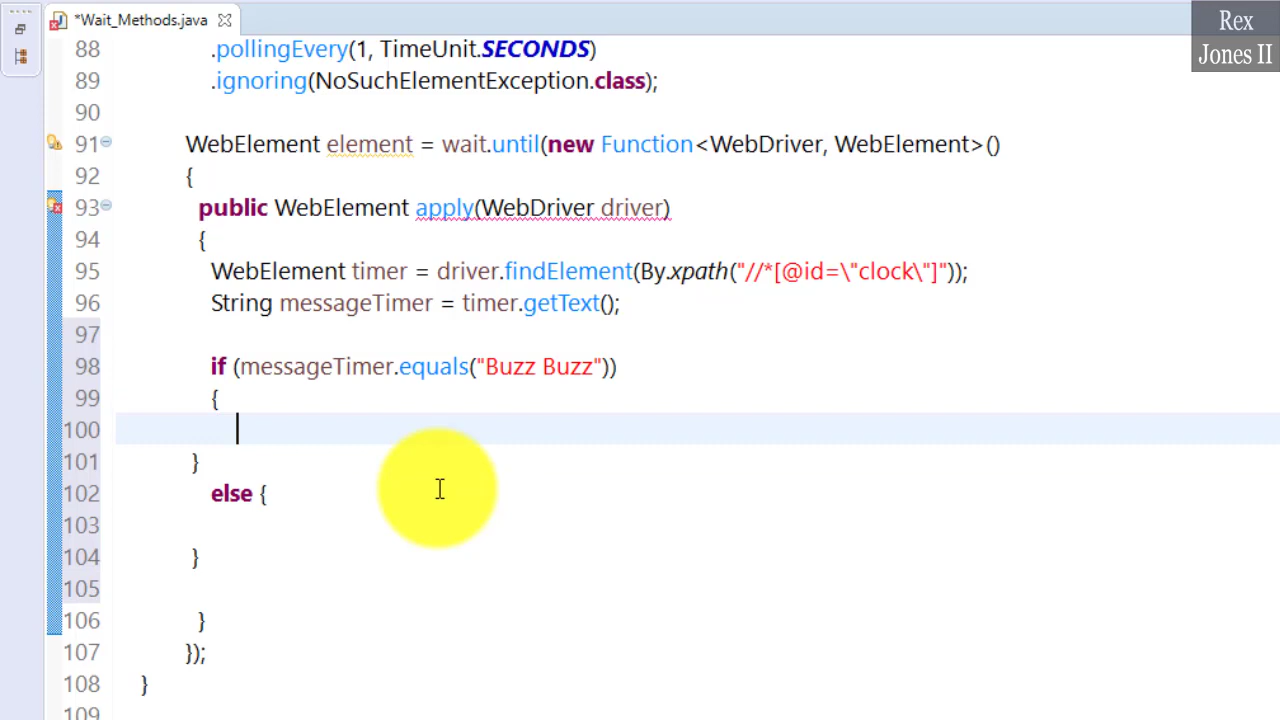 *Wait_Methods.java
Rex
Jones II
88 .pollingEvery(1, TimeUnit.SECONDS)
89 .ignoring(NoSuchElementException.class);
90
91 WebElement element = wait.until(new Function<WebDriver, WebElement>()
92 {
93 public WebElement apply(WebDriver driver)
94 {
95 WebElement timer = driver.findElement(By.xpath("//*[@id=\"clock\"]"));
96 String messageTimer = timer.getText();
97
98 if (messageTimer.equals("Buzz Buzz"))
99 {
100
101 }
102 else {
103
104 }
105
106 }
107 });
108 }
109